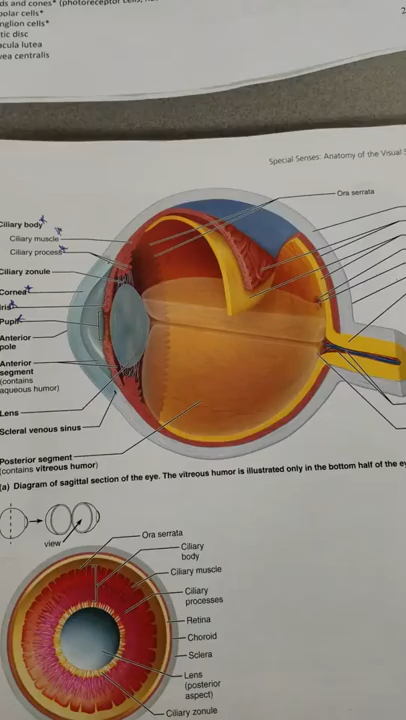 ds and cones* (photoreceptor cells,
polar cells*
nglion cells*
tic disc
acula lutea
vea centralis
2
Special Senses: Anatomy of the Visual S
Ora serrata
Ciliary body
Ciliary muscle
Ciliary process
Ciliary zonule
Cornea
Iris
Pupil
Anterior
pole
Anterior
segment
(contains
aqueous humor)
Lens
Scleral venous sinus
Posterior segment
(contains vitreous humor)
(a) Diagram of sagittal section of the eye. The vitreous humor is illustrated only in the bottom half of the ey
view
Ora serrata
Ciliary
body
Ciliary muscle
Ciliary
processes
Retina
Choroid
Sclera
Lens
(posterior
aspect)
Ciliary zonule